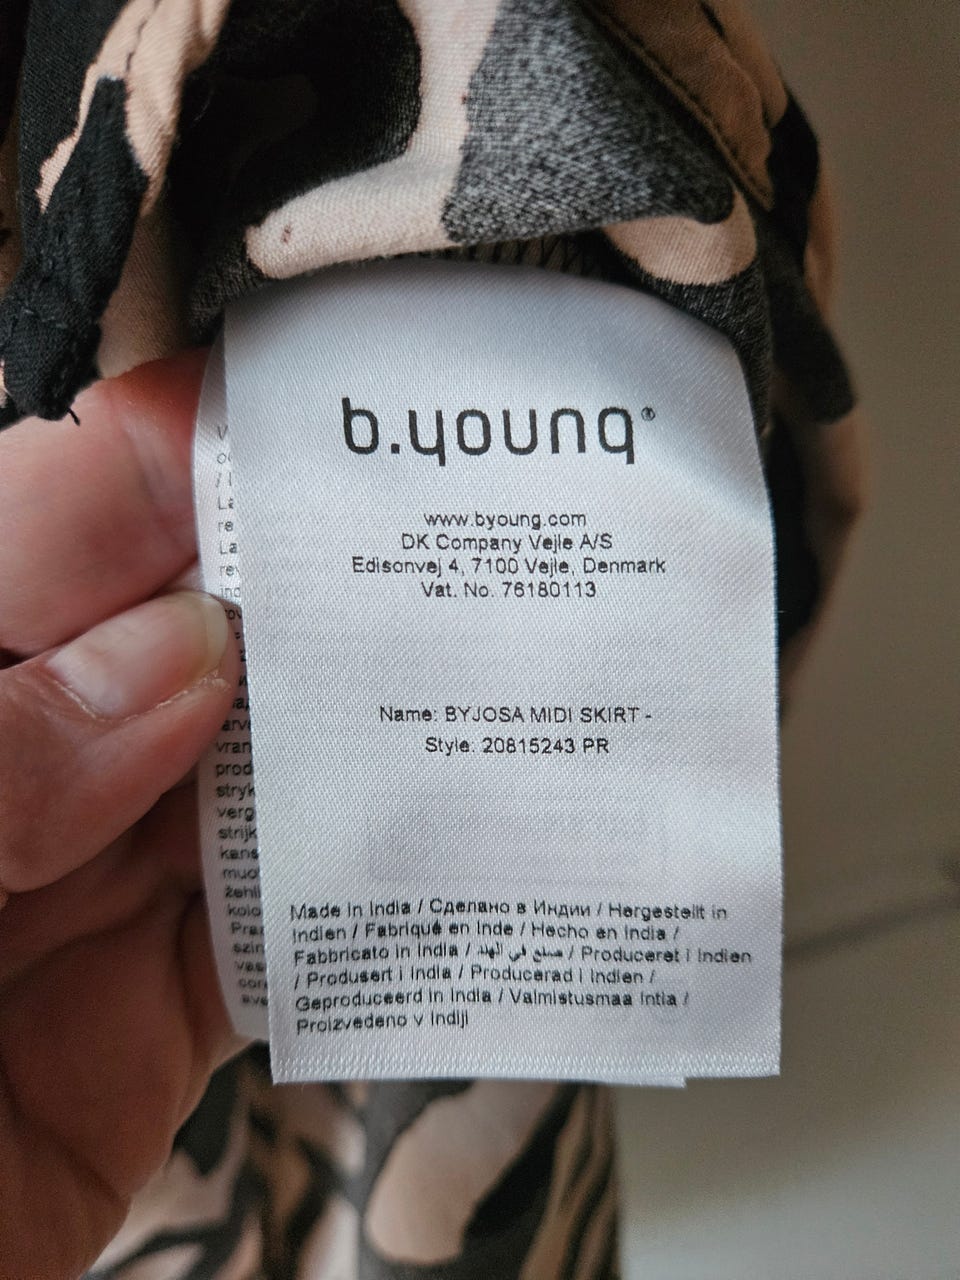 b.young®
www.byoung.com
DK Company Vejle A/S
Edisonvej 4, 7100 Vejle, Denmark
Vat. No. 76180113
Name: BYJOSA MIDI SKIRT -
Style: 20815243 PR
Made in India / Сделано в Индии / Hergestellt in
Indien / Fabriqué en Inde / Hecho en India /
Fabbricato in India / صنع في الهند / Produceret i Indien
/ Produsert i India / Producerad i Indien /
Geproduceerd in India / Valmistusmaa Intia /
Proizvedeno v Indiji